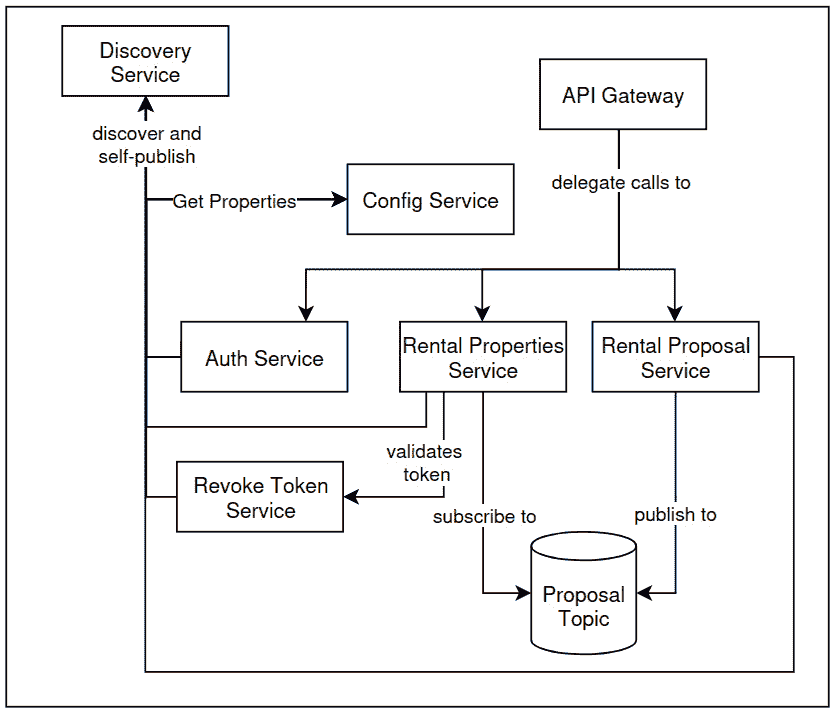 Discovery
Service
API Gateway
discover and
self-publish
delegate calls to
Get Properties
Config Service
Auth Service
Rental Properties
Service
Rental Proposal
Service
validates
token
Revoke Token
Service
subscribe to
publish to
Proposal
Topic